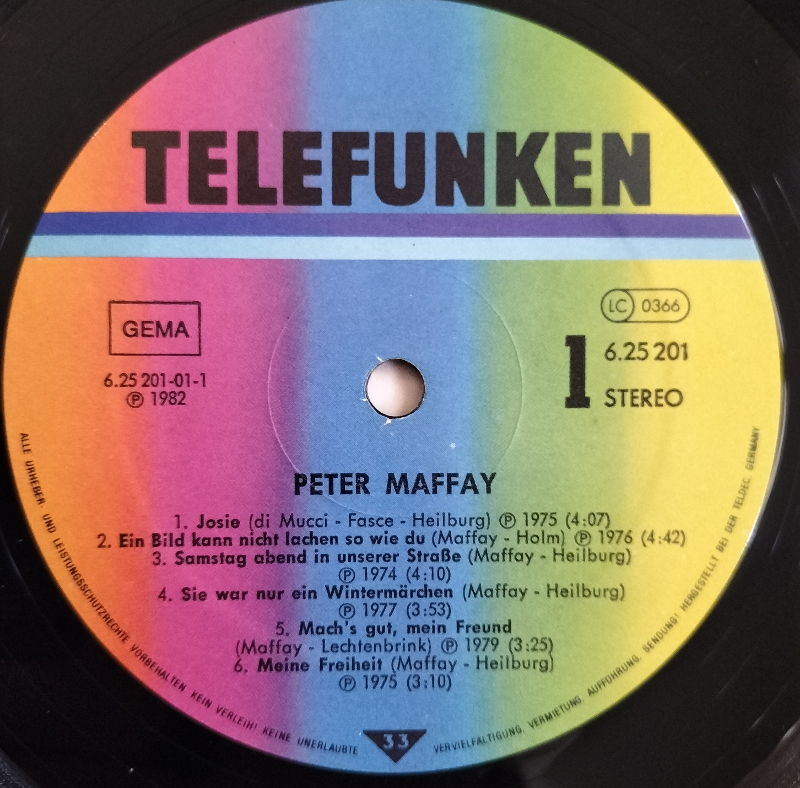 TELEFUNKEN
GEMA
6.25 201-01-1
℗ 1982
LC 0366
1
6.25 201
STEREO
PETER MAFFAY
1. Josie (di Mucci - Fasce - Heilburg) ℗ 1975 (4:07)
2. Ein Bild kann nicht lachen so wie du (Maffay - Holm) ℗ 1976 (4:42)
3. Samstag abend in unserer Straße (Maffay - Heilburg)
℗ 1974 (4:10)
4. Sie war nur ein Wintermärchen (Maffay - Heilburg)
℗ 1977 (3:53)
5. Mach's gut, mein Freund
(Maffay - Lechtenbrink) ℗ 1979 (3:25)
6. Meine Freiheit (Maffay - Heilburg)
℗ 1975 (3:10)
33
ALLE URHEBER UND LEISTUNGSSCHUTZRECHTE VORBEHALTEN KEIN VERLEIH! KEINE UNERLAUBTE VERVIELFÄLTIGUNG, VERMIETUNG, AUFFÜHRUNG, SENDUNG! HERGESTELLT BEI DER TELDEC GERMANY